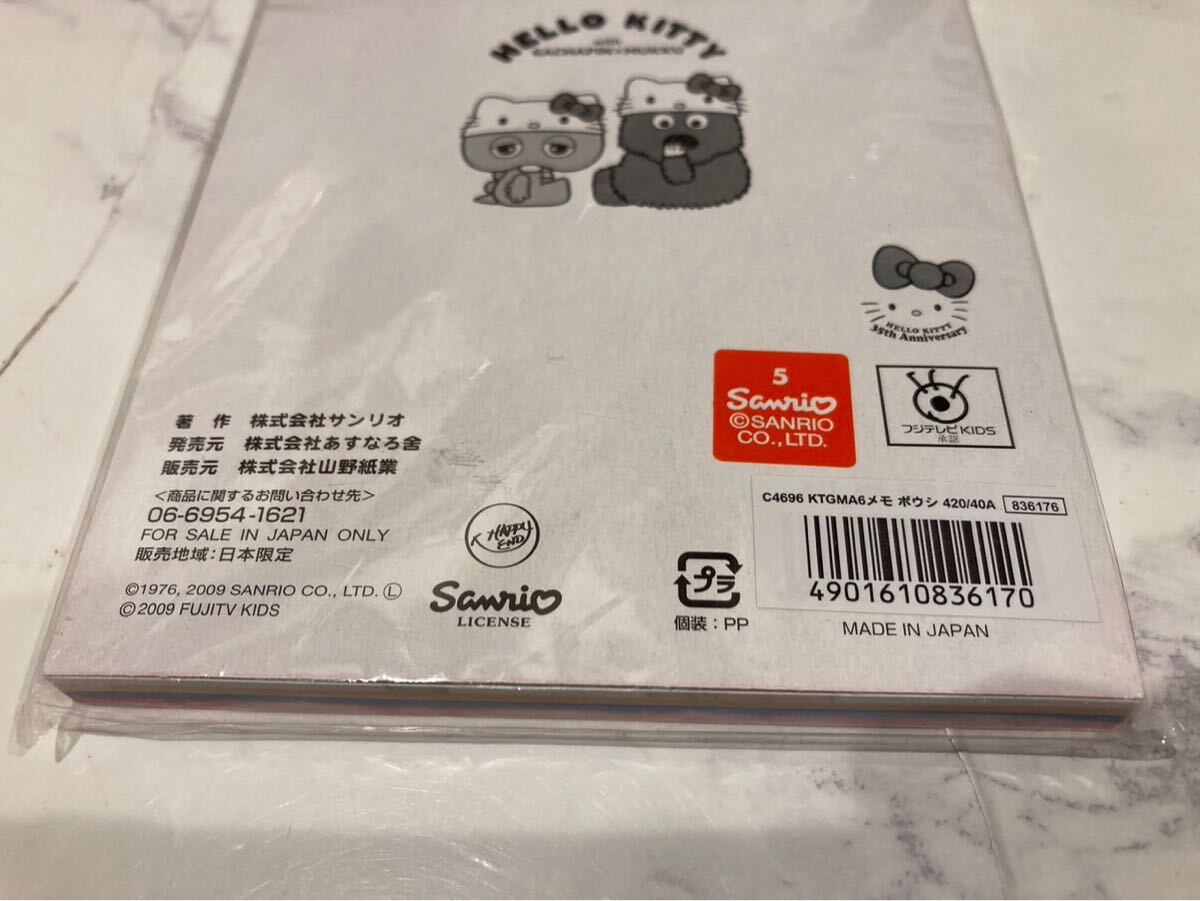 HELLO KITTY
with
GACHAPIN×MUKKU
HELLO KITTY
35th Anniversary
5
Sanrio
©SANRIO
CO.,LTD.
フジテレビKIDS
承認
著作 株式会社サンリオ
発売元 株式会社あすなろ舎
販売元 株式会社山野紙業
<商品に関するお問い合わせ先>
06-6954-1621
FOR SALE IN JAPAN ONLY
販売地域:日本限定
©1976, 2009 SANRIO CO., LTD. Ⓛ
©2009 FUJITV KIDS
K HAPPY
END
Sanrio
LICENSE
プラ
個装:PP
C4696 KTGMA6メモ ボウシ 420/40A 836176
4901610836170
MADE IN JAPAN